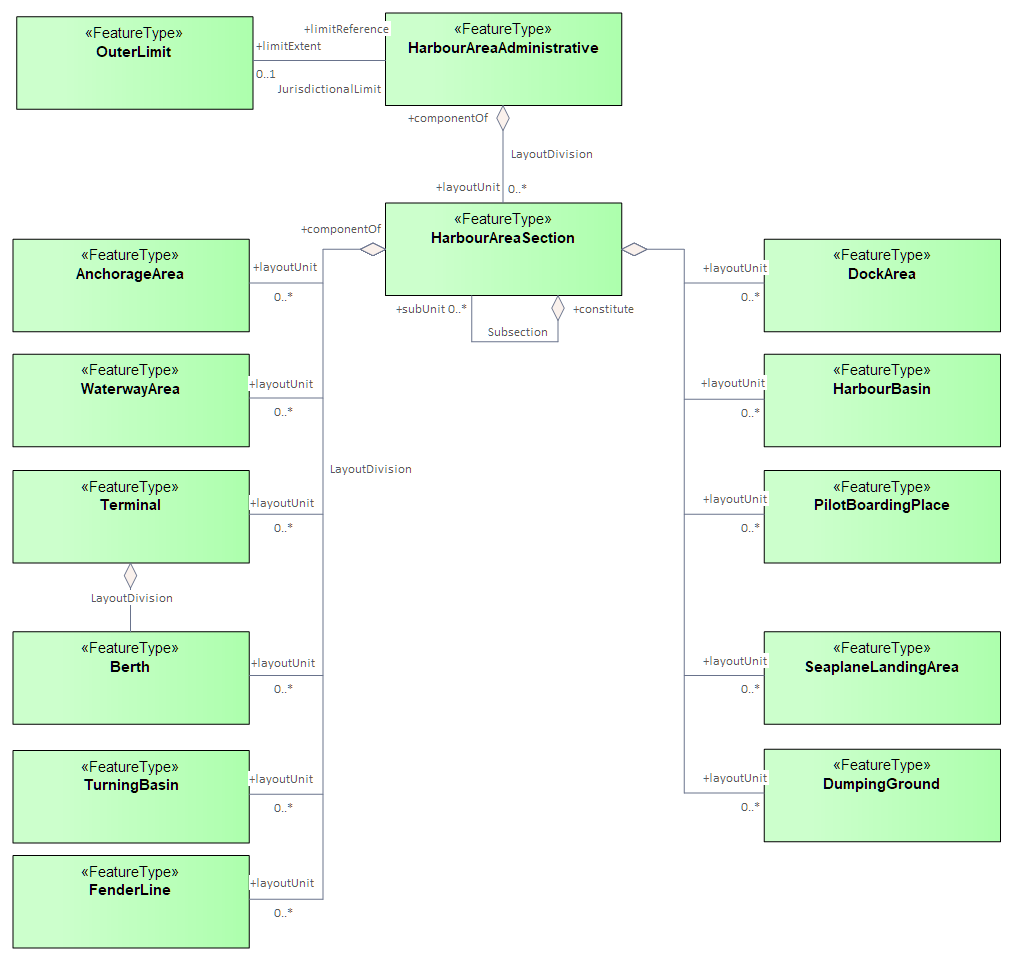 «FeatureType»
OuterLimit
+limitReference
+limitExtent
0..1
JurisdictionalLimit
«FeatureType»
HarbourAreaAdministrative
+componentOf
LayoutDivision
+layoutUnit 0..*
«FeatureType»
HarbourAreaSection
+componentOf
+subUnit 0..*
+constitute
Subsection
«FeatureType»
AnchorageArea
+layoutUnit
0..*
«FeatureType»
WaterwayArea
+layoutUnit
0..*
LayoutDivision
«FeatureType»
Terminal
+layoutUnit
0..*
LayoutDivision
«FeatureType»
Berth
+layoutUnit
0..*
«FeatureType»
TurningBasin
+layoutUnit
0..*
«FeatureType»
FenderLine
+layoutUnit
0..*
«FeatureType»
DockArea
+layoutUnit
0..*
«FeatureType»
HarbourBasin
+layoutUnit
0..*
«FeatureType»
PilotBoardingPlace
+layoutUnit
0..*
«FeatureType»
SeaplaneLandingArea
+layoutUnit
0..*
«FeatureType»
DumpingGround
+layoutUnit
0..*